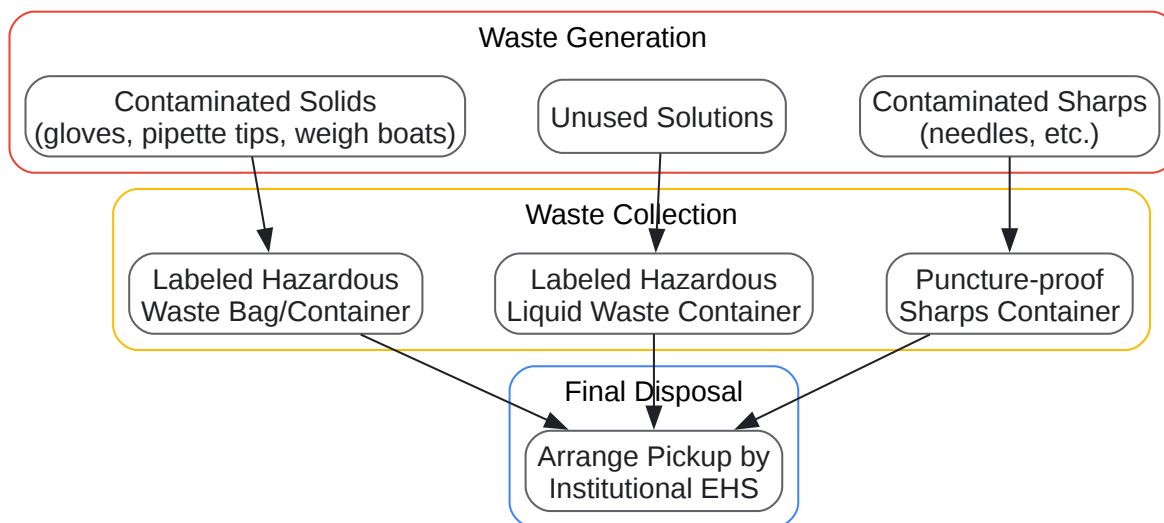 Waste Generation
Contaminated Solids
(gloves, pipette tips, weigh boats)
Unused Solutions
Contaminated Sharps
(needles, etc.)
Waste Collection
Labeled Hazardous
Waste Bag/Container
Labeled Hazardous
Liquid Waste Container
Puncture-proof
Sharps Container
Final Disposal
Arrange Pickup by
Institutional EHS